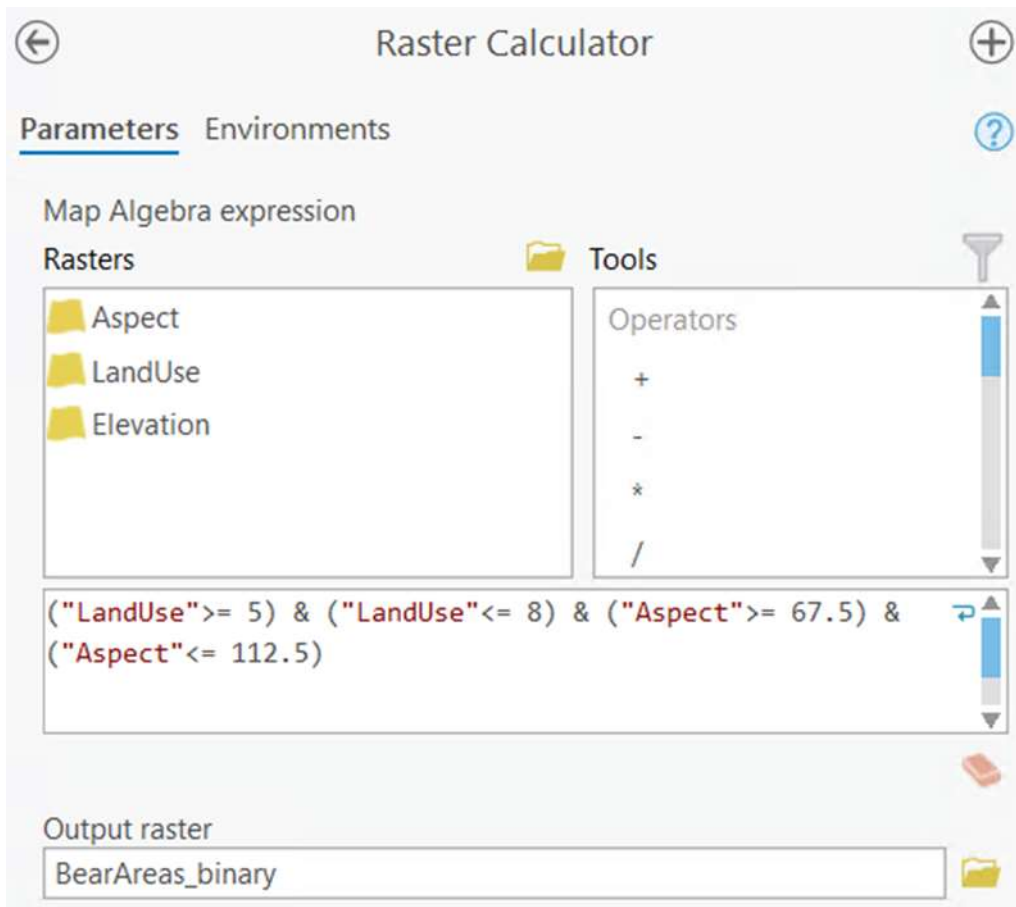 Raster Calculator
Parameters Environments
Map Algebra expression
Rasters
Tools
Aspect
LandUse
Elevation
Operators
+
-
*
/
("LandUse">= 5) & ("LandUse"<= 8) & ("Aspect">= 67.5) &
("Aspect"<= 112.5)
Output raster
BearAreas_binary